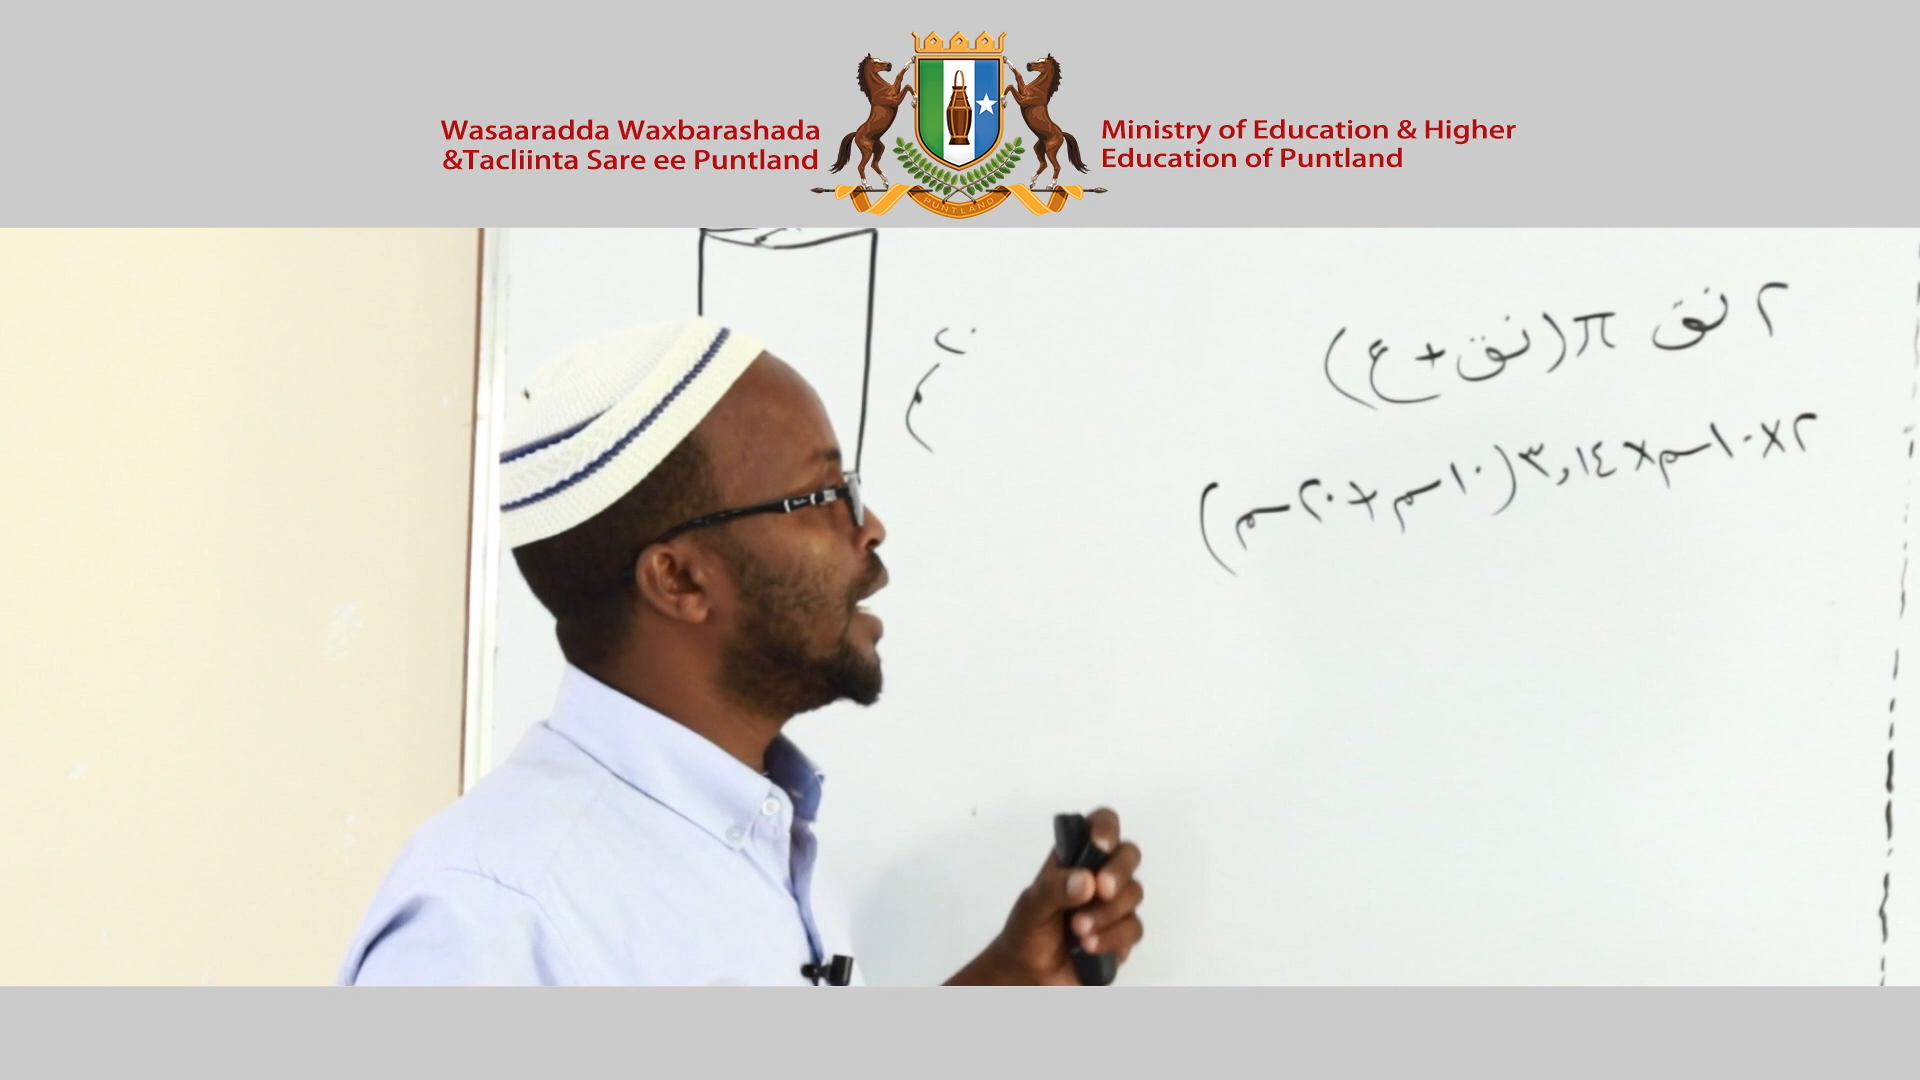 Wasaaradda Waxbarashada
&Tacliinta Sare ee Puntland
Ministry of Education & Higher
Education of Puntland
PUNTLAND
٢ نق π (نق + ع)
٢ × ١٠سم × ٣,١٤ (١٠سم + ٢٠سم)